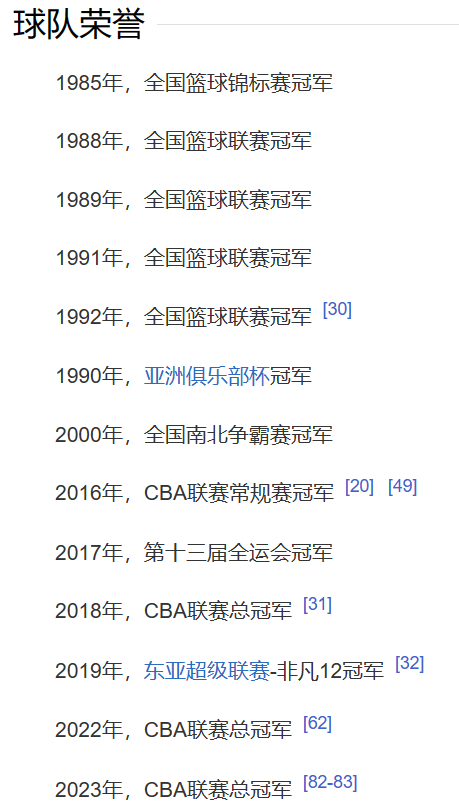 球队荣誉
1985年，全国篮球锦标赛冠军
1988年，全国篮球联赛冠军
1989年，全国篮球联赛冠军
1991年，全国篮球联赛冠军
1992年，全国篮球联赛冠军 [30]
1990年，亚洲俱乐部杯冠军
2000年，全国南北争霸赛冠军
2016年，CBA联赛常规赛冠军 [20] [49]
2017年，第十三届全运会冠军
2018年，CBA联赛总冠军 [31]
2019年，东亚超级联赛-非凡12冠军 [32]
2022年，CBA联赛总冠军 [62]
2023年，CBA联赛总冠军 [82-83]